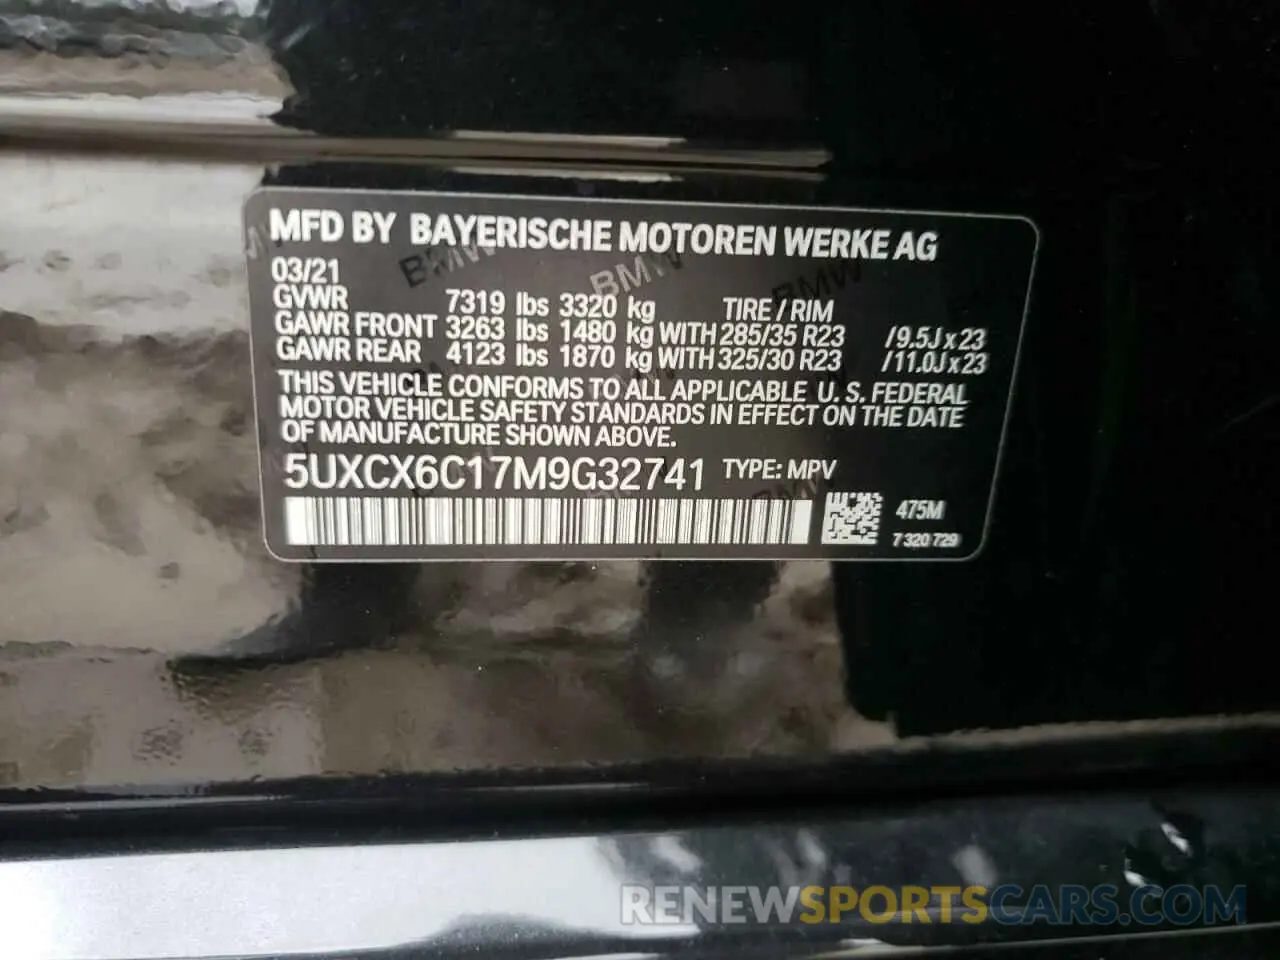 MFD BY BAYERISCHE MOTOREN WERKE AG
03/21
GVWR 7319 lbs 3320 kg TIRE / RIM
GAWR FRONT 3263 lbs 1480 kg WITH 285/35 R23 /9.5J x 23
GAWR REAR 4123 lbs 1870 kg WITH 325/30 R23 /11.0J x 23
THIS VEHICLE CONFORMS TO ALL APPLICABLE U. S. FEDERAL
MOTOR VEHICLE SAFETY STANDARDS IN EFFECT ON THE DATE
OF MANUFACTURE SHOWN ABOVE.
5UXCX6C17M9G32741 TYPE: MPV
475M
7 320 729
RENEWSPORTSCARS.COM